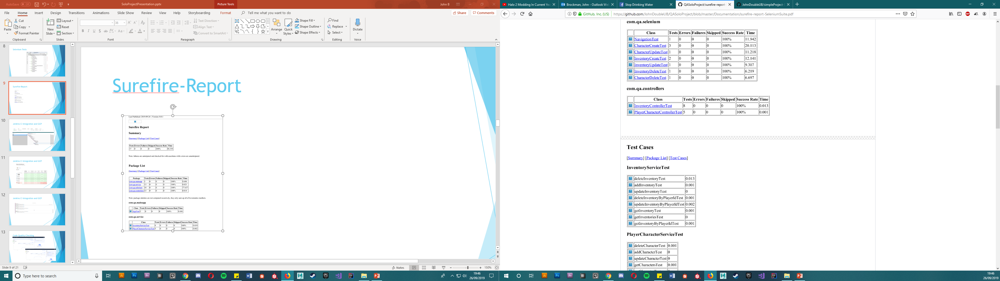 AutoSave Off
SoloProjectPresentation.pptx
Picture Tools
John B
File Home Insert Design Transitions Animations Slide Show Review View Help Storyboarding Format Tell me what you want to do
Share Comments
Paste
Cut
Copy
Format Painter
Clipboard
New Slide
Layout
Reset
Section
Slides
36
Font
Text Direction
Align Text
Convert to SmartArt
Paragraph
Arrange
Quick Styles
Shape Fill
Shape Outline
Shape Effects
Drawing
Find
Replace
Select
Editing
Dictate
Voice
8
Selenium Tests
9
Surefire-Report
10
Jenkins CI Integration and GCP
11
Jenkins CI Integration and GCP
12
Jenkins CI Integration and GCP
13
Code Quality Checking
Surefire-Report
Last Published: 2019-09-24 | Version: 0.0.1
Surefire Report
Summary
[Summary] [Package List] [Test Cases]
Tests Errors Failures Skipped Success Rate Time
37 0 0 0 100% 86.358
Note: failures are anticipated and checked for with assertions while errors are unanticipated.
Package List
[Summary] [Package List] [Test Cases]
Package Tests Errors Failures Skipped Success Rate Time
com.qa.mainapp 1 0 0 0 100% 8.686
com.qa.service 13 0 0 0 100% 0.021
com.qa.selenium 10 0 0 0 100% 77.637
com.qa.controllers 13 0 0 0 100% 0.014
Note: package statistics are not computed recursively, they only sum up all of its testsuites numbers.
com.qa.mainapp
Class Tests Errors Failures Skipped Success Rate Time
AppTest 1 0 0 0 100% 8.686
com.qa.service
Class Tests Errors Failures Skipped Success Rate Time
InventoryServiceTest 8 0 0 0 100% 0.019
PlayerCharacterServiceTest 5 0 0 0 100% 0.002
Slide 9 of 21
Notes
150%
Type here to search
19:46
26/09/2019
Halo 2 Modding In Current Yea
Brockman, John - Outlook Web
Stop Drinking Water
QASoloProject/surefire-report-
JohnDoubleUB/simpleProject-
GitHub, Inc. (US)
https://github.com/JohnDoubleUB/QASoloProject/blob/master/Documentation/surefire-report-SeleniumSuite.pdf
com.qa.selenium
Class Tests Errors Failures Skipped Success Rate Time
NavigationTest 1 0 0 0 100% 11.942
CharacterCreateTest 3 0 0 0 100% 20.113
CharacterUpdateTest 1 0 0 0 100% 11.218
InventoryCreateTest 2 0 0 0 100% 12.141
InventoryUpdateTest 1 0 0 0 100% 9.307
InventoryDeleteTest 1 0 0 0 100% 6.219
CharacterDeleteTest 1 0 0 0 100% 6.697
com.qa.controllers
Class Tests Errors Failures Skipped Success Rate Time
InventoryControllerTest 8 0 0 0 100% 0.013
PlayerCharacterControllerTest 5 0 0 0 100% 0.001
Test Cases
[Summary] [Package List] [Test Cases]
InventoryServiceTest
deleteInventoryTest 0.013
addInventoryTest 0.001
updateInventoryTest 0
deleteInventoryByPlayerIdTest 0.001
updateInventoryByPlayerIdTest 0.002
getInventoryTest 0.001
getInventoriesTest 0
getInventoryByPlayerIdTest 0.001
PlayerCharacterServiceTest
deleteCharacterTest 0.001
addCharacterTest 0
updateCharacterTest 0
getCharactersTest 0.001
19:46
26/09/2019